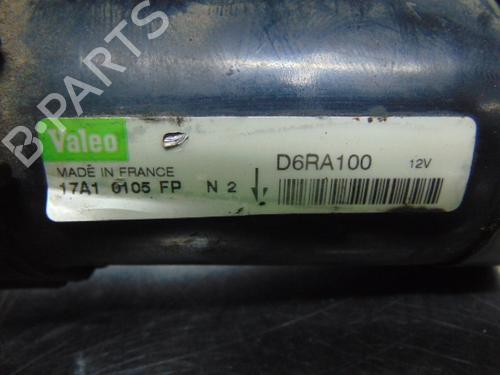 B-PARTS
Valeo
MADE IN FRANCE
17A1 0105 FP N 2
D6RA100 12V